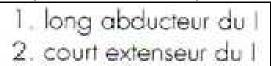 1. long abducteur du I
2. court extenseur du I